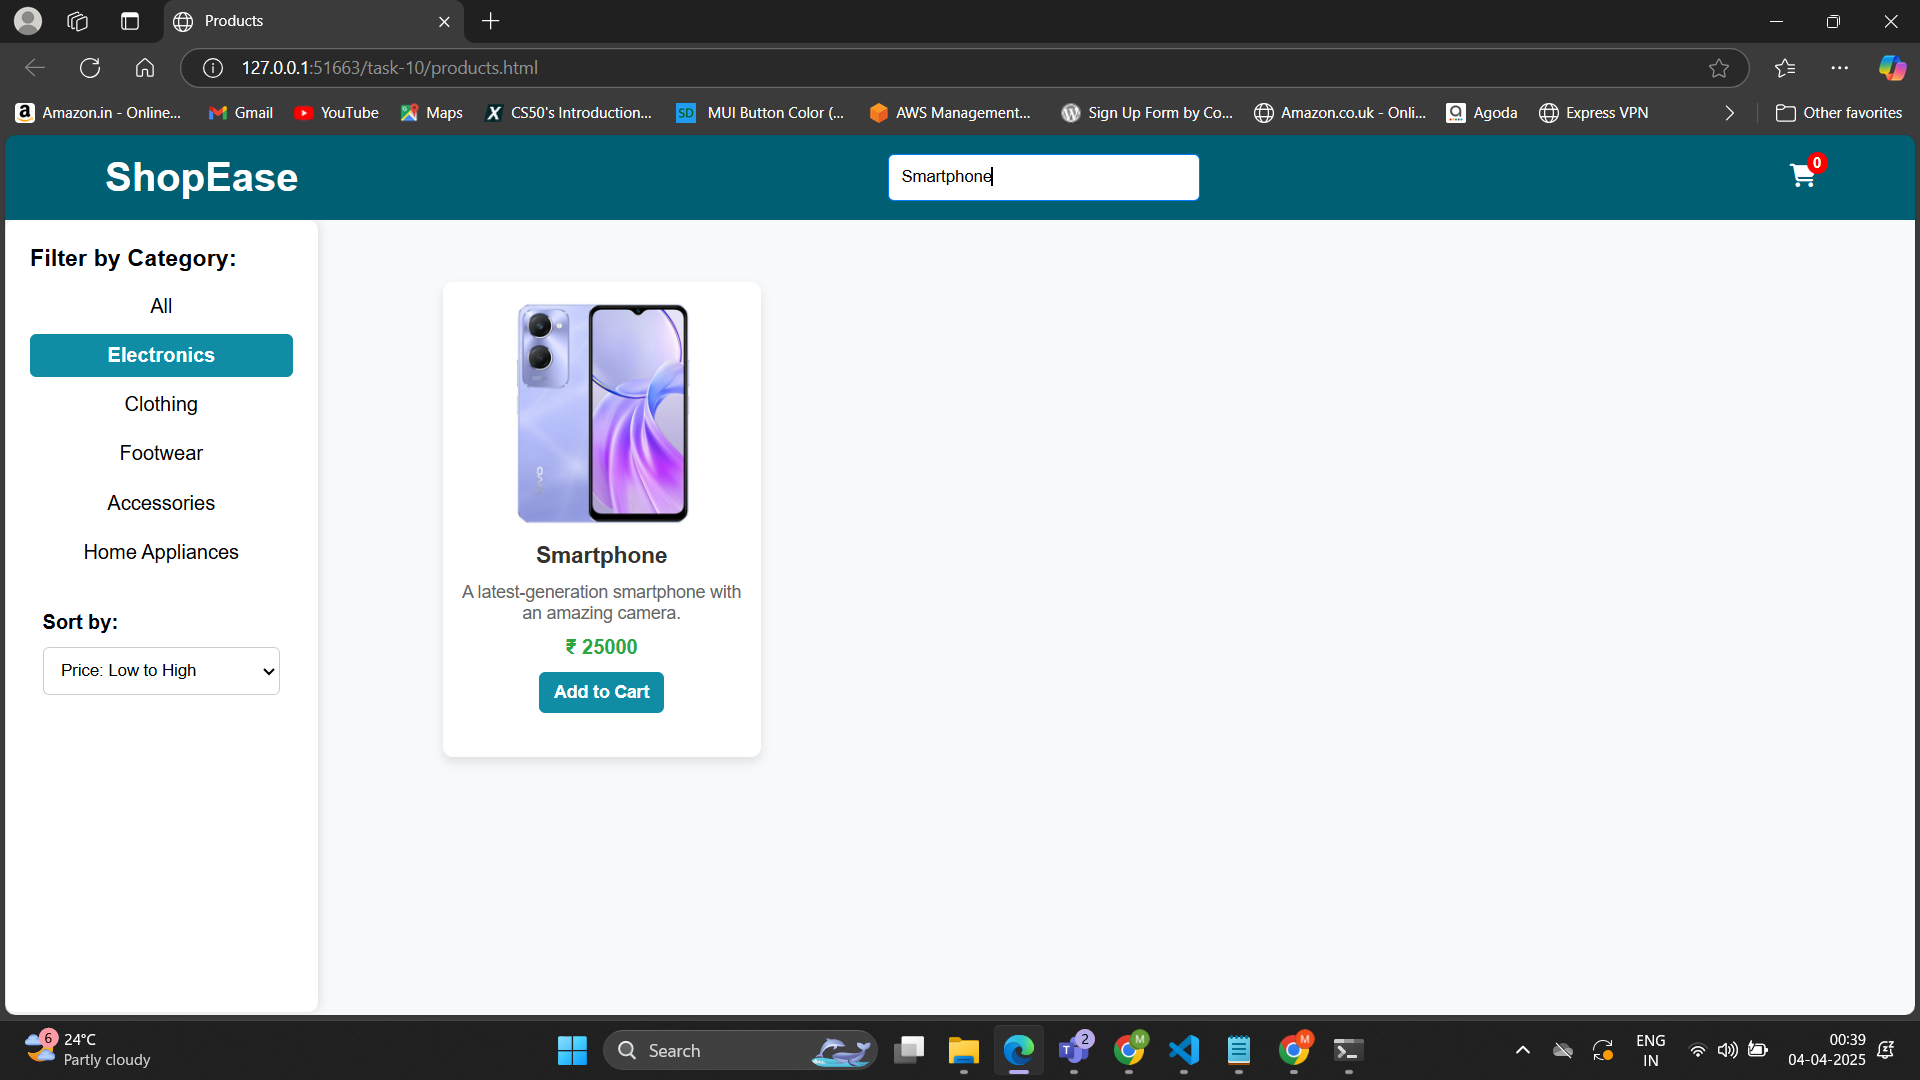 Products
127.0.0.1:51663/task-10/products.html
Amazon.in - Online...
Gmail
YouTube
Maps
CS50's Introduction...
SD
MUI Button Color (...
AWS Management...
Sign Up Form by Co...
Amazon.co.uk - Onli...
Agoda
Express VPN
Other favorites
ShopEase
Smartphone
0
Filter by Category:
All
Electronics
Clothing
Footwear
Accessories
Home Appliances
Sort by:
Price: Low to High
vivo
Smartphone
A latest-generation smartphone with
an amazing camera.
₹ 25000
Add to Cart
6
24°C
Partly cloudy
Search
2
M
M
ENG
IN
00:39
04-04-2025